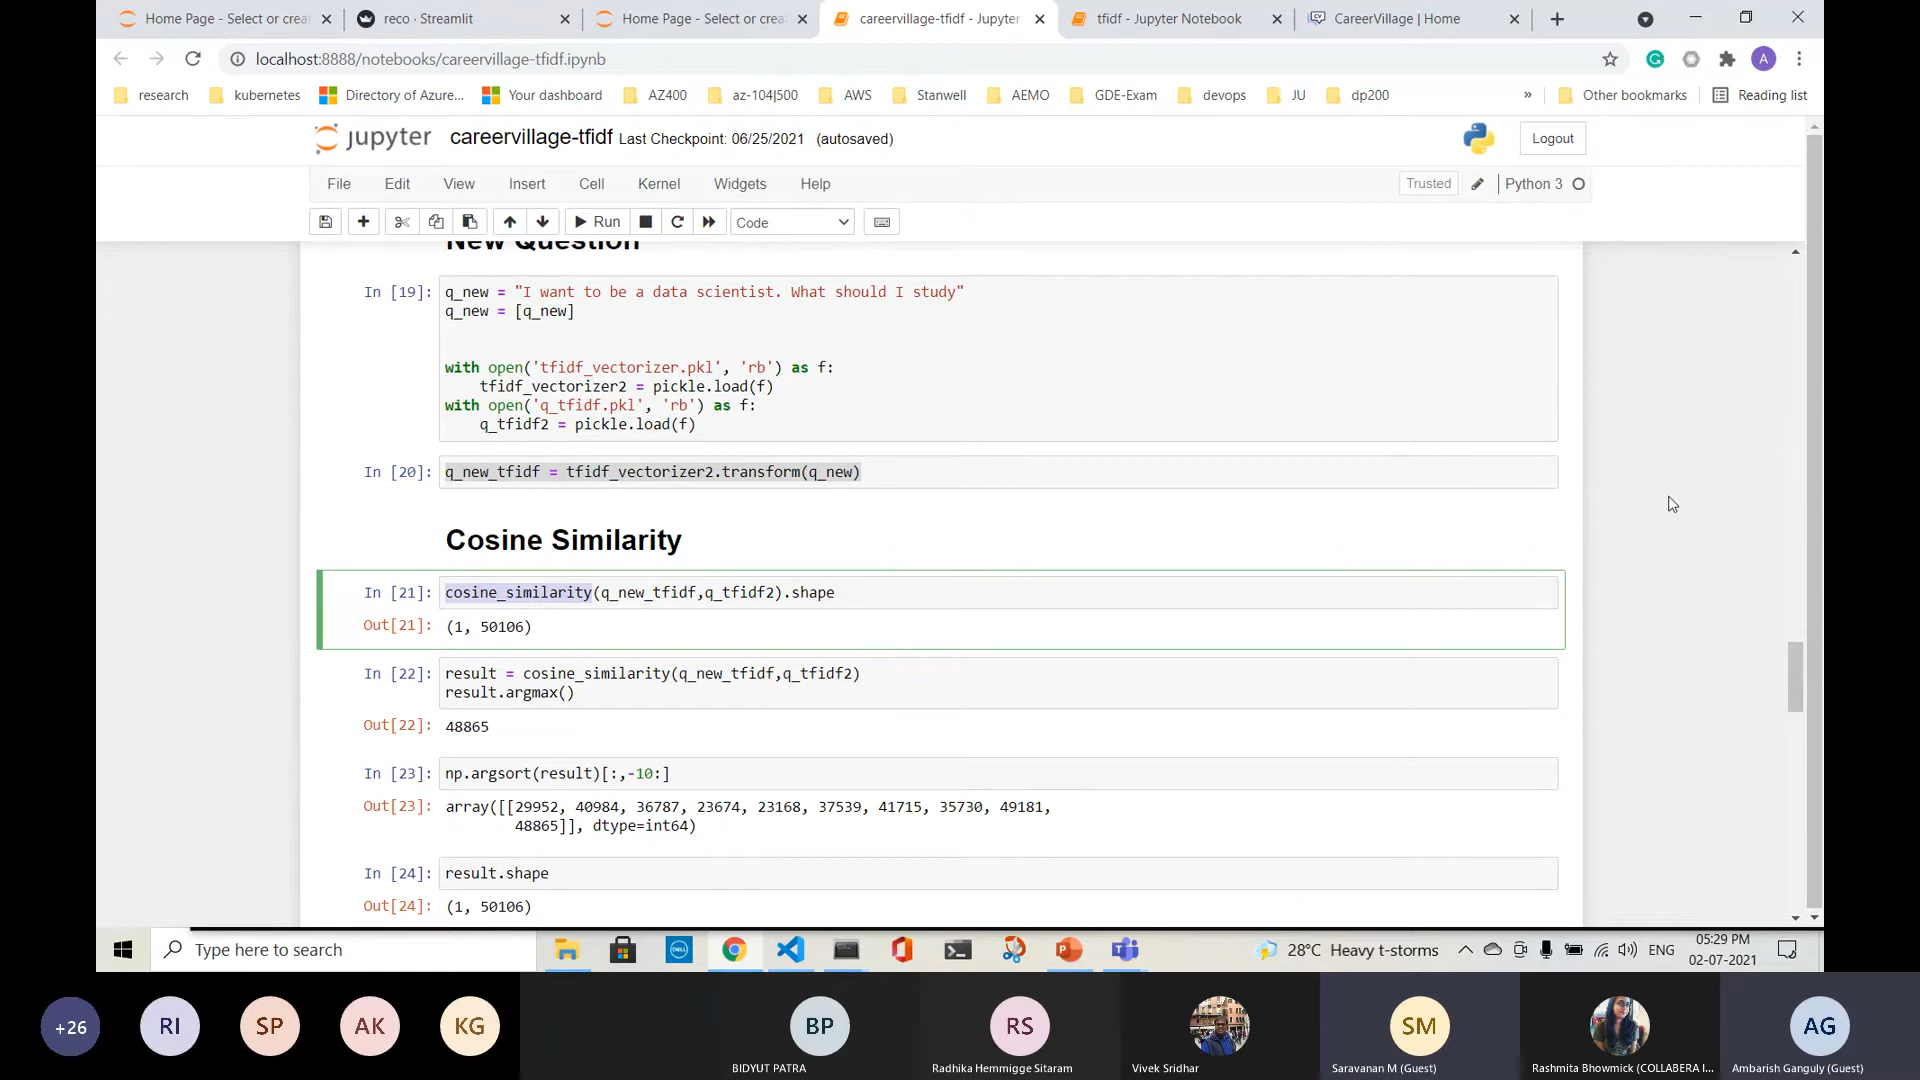 Home Page - Select or creat
reco · Streamlit
Home Page - Select or crea
careervillage-tfidf - Jupyter
tfidf - Jupyter Notebook
CareerVillage | Home
localhost:8888/notebooks/careervillage-tfidf.ipynb
A
research
kubernetes
Directory of Azure...
Your dashboard
AZ400
az-104|500
AWS
Stanwell
AEMO
GDE-Exam
devops
JU
dp200
»
Other bookmarks
Reading list
jupyter
careervillage-tfidf Last Checkpoint: 06/25/2021 (autosaved)
Logout
File Edit View Insert Cell Kernel Widgets Help
Trusted
Python 3
Run
Code
New Question
In [19]: q_new = "I want to be a data scientist. What should I study"
q_new = [q_new]
with open('tfidf_vectorizer.pkl', 'rb') as f:
tfidf_vectorizer2 = pickle.load(f)
with open('q_tfidf.pkl', 'rb') as f:
q_tfidf2 = pickle.load(f)
In [20]: q_new_tfidf = tfidf_vectorizer2.transform(q_new)
Cosine Similarity
In [21]: cosine_similarity(q_new_tfidf,q_tfidf2).shape
Out[21]: (1, 50106)
In [22]: result = cosine_similarity(q_new_tfidf,q_tfidf2)
result.argmax()
Out[22]: 48865
In [23]: np.argsort(result)[:,-10:]
Out[23]: array([[29952, 40984, 36787, 23674, 23168, 37539, 41715, 35730, 49181,
48865]], dtype=int64)
In [24]: result.shape
Out[24]: (1, 50106)
Type here to search
DELL
28°C Heavy t-storms
ENG
05:29 PM
02-07-2021
+26
RI
SP
AK
KG
BP
RS
SM
AG
BIDYUT PATRA
Radhika Hemmigge Sitaram
Vivek Sridhar
Saravanan M (Guest)
Rashmita Bhowmick (COLLABERA I...
Ambarish Ganguly (Guest)